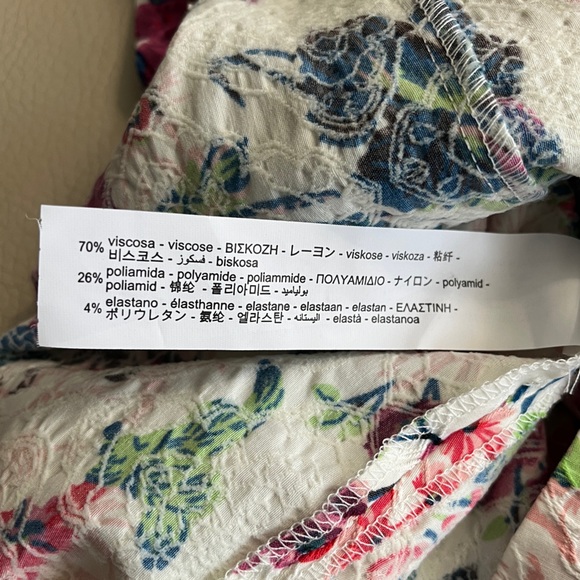 70% viscosa - viscose - ΒΙΣΚΟΖΗ - レーヨン - viskose - viskoza - 粘纤 -
비스코스 - فسكوز - biskosa
26% poliamida - polyamide - poliammide - ΠΟΛΥΑΜΙΔΙΟ - ナイロン - polyamid -
poliamid - 锦纶 - 폴리아미드 - بولياميد
4% elastano - élasthanne - elastane - elastaan - elastan - ΕΛΑΣΤΙΝΗ -
ポリウレタン - 氨纶 - 엘라스탄 - اليستانه - elastà - elastanoa